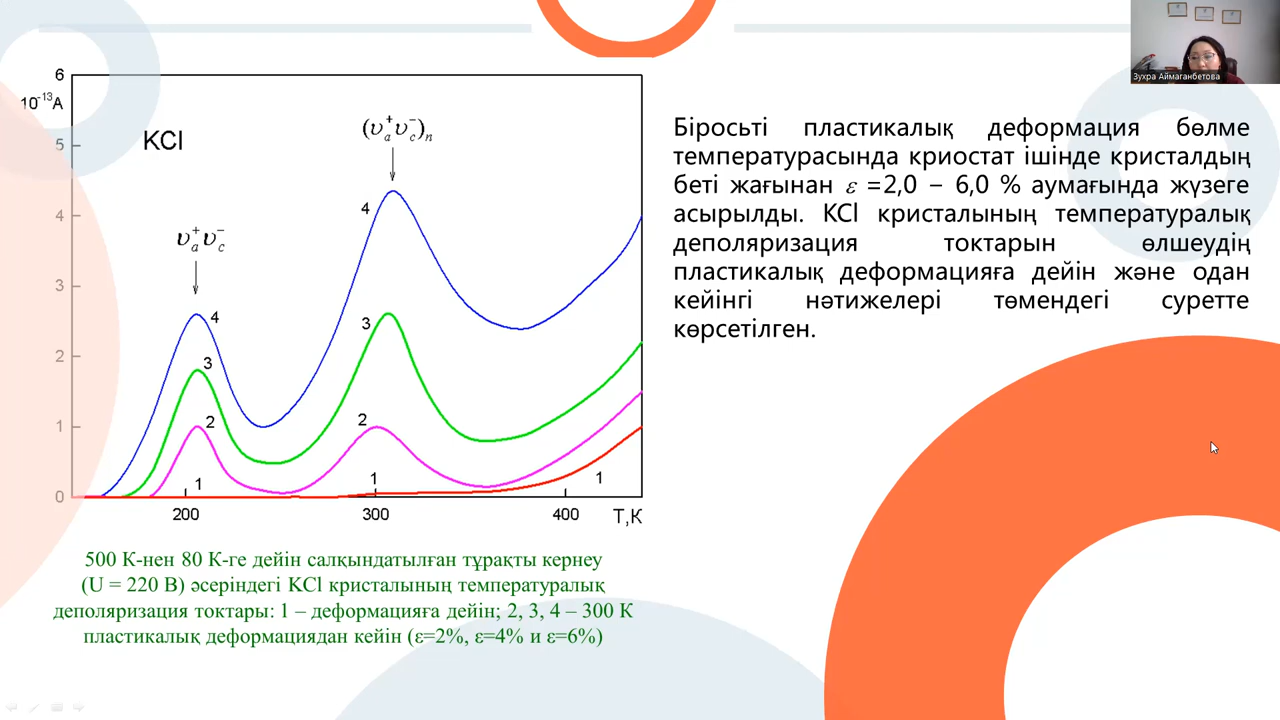 Зухра Аймаганбетова
6
10⁻¹³A
5
4
3
2
1
0
KCl
υₐ⁺υ꜀⁻
(υₐ⁺υ꜀⁻)ₙ
4
3
2
1
4
3
2
1
1
200
300
400
T,K
500 К-нен 80 К-ге дейін салқындатылған тұрақты кернеу
(U = 220 В) әсеріндегі KCl кристалының температуралық
деполяризация токтары: 1 – деформацияға дейін; 2, 3, 4 – 300 К
пластикалық деформациядан кейін (ε=2%, ε=4% и ε=6%)
Біросьті пластикалық деформация бөлме
температурасында криостат ішінде кристалдың
беті жағынан ε =2,0 – 6,0 % аумағында жүзеге
асырылды. KCl кристалының температуралық
деполяризация токтарын өлшеудің
пластикалық деформацияға дейін және одан
кейінгі нәтижелері төмендегі суретте
көрсетілген.